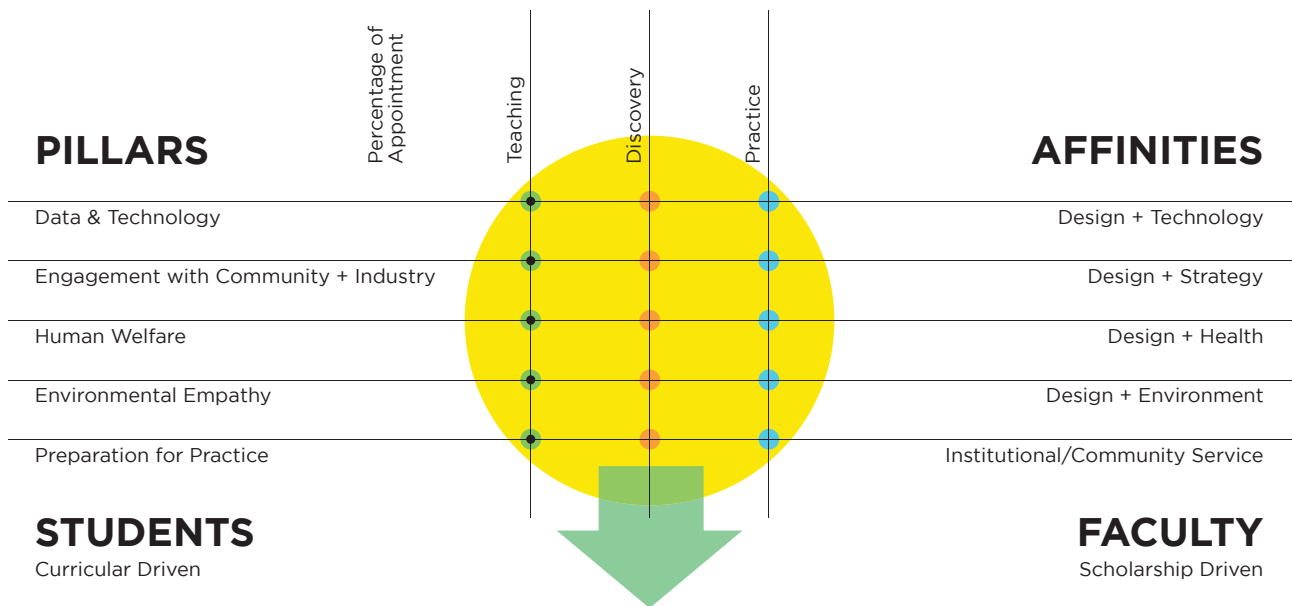 Percentage of
Appointment
Teaching
Discovery
Practice
PILLARS
AFFINITIES
Data & Technology
Design + Technology
Engagement with Community + Industry
Design + Strategy
Human Welfare
Design + Health
Environmental Empathy
Design + Environment
Preparation for Practice
Institutional/Community Service
STUDENTS
Curricular Driven
FACULTY
Scholarship Driven